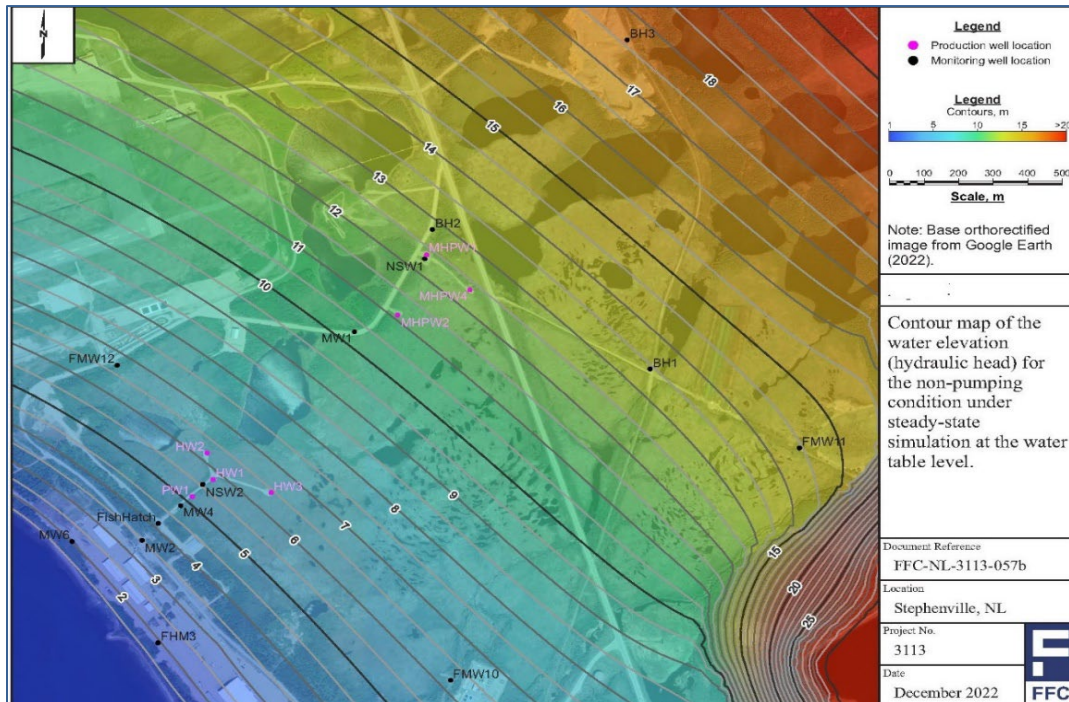 N
BH3
18
17
16
15
14
13
12
11
10
BH2
MHPW1
NSW1
MHPW4
MHPW2
MW1
FMW12
BH1
FMW11
HW2
HW1
HW3
NSW2
PW1
MW4
FishHatch
MW6
MW2
9
8
7
6
5
4
3
2
15
20
25
FHM3
FMW10
Legend
Production well location
Monitoring well location
Legend
Contours, m
1 5 10 15 >20
0 100 200 300 400 500
Scale, m
Note: Base orthorectified
image from Google Earth
(2022).
Contour map of the
water elevation
(hydraulic head) for
the non-pumping
condition under
steady-state
simulation at the water
table level.
Document Reference
FFC-NL-3113-057b
Location
Stephenville, NL
Project No.
3113
Date
December 2022
FFC